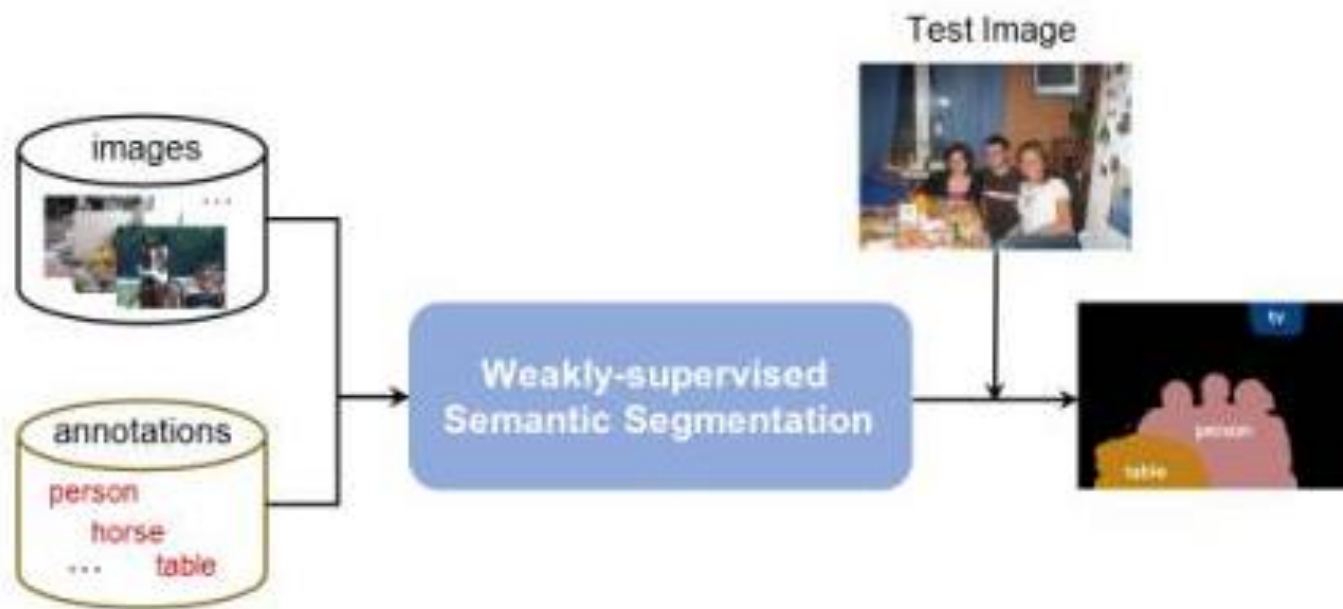 Test Image
images
...
Weakly-supervised
Semantic Segmentation
tv
person
table
annotations
person
horse
... table